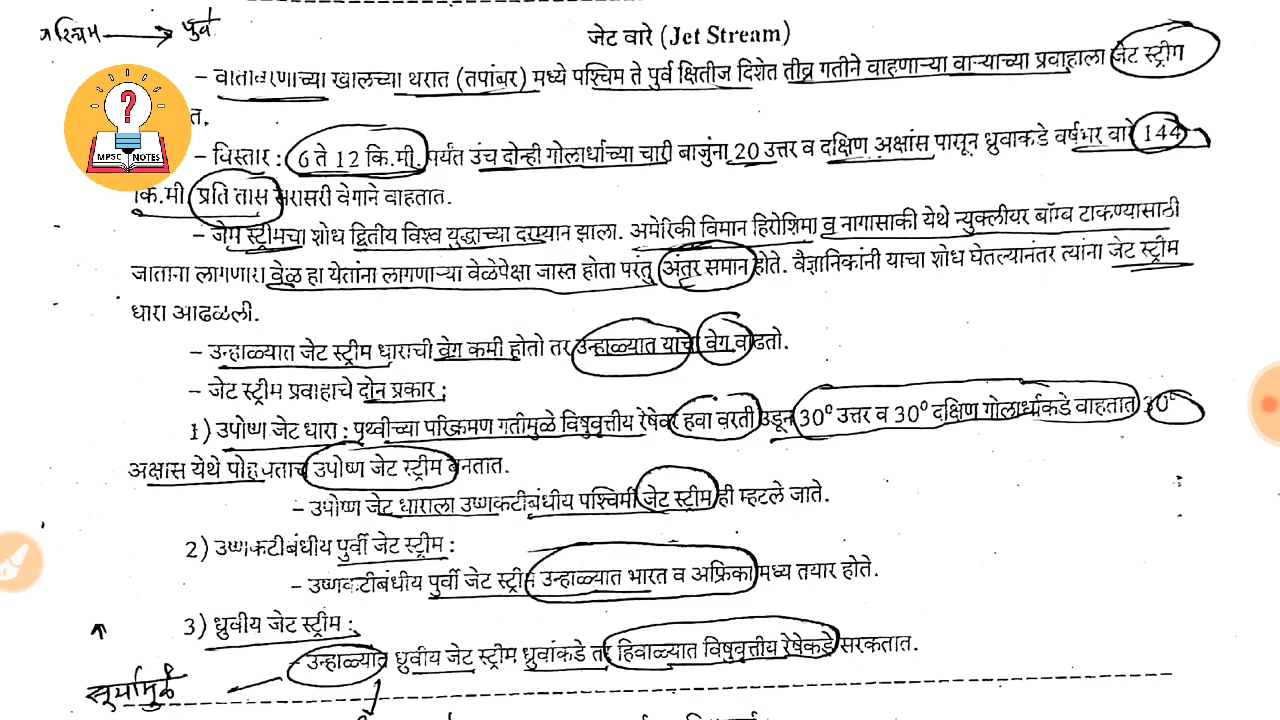 पश्चिम → पुर्व
जेट वारे (Jet Stream)
– वातावरणाच्या खालच्या थरात (तपांबर) मध्ये पश्चिम ते पुर्व क्षितीज दिशेत तीव्र गतीने वाहणाऱ्या वाऱ्याच्या प्रवाहाला जेट स्ट्रीम
त.
MPSC NOTES
– विस्तार : 6 ते 12 कि.मी. पर्यंत उंच दोन्ही गोलार्धाच्या चारी बाजुंना 20 उत्तर व दक्षिण अक्षांस पासून ध्रुवाकडे वर्षभर वारे 144
कि.मी प्रति तास सरासरी वेगाने वाहतात.
– जेम स्ट्रीमचा शोध द्वितीय विश्व युद्धाच्या दरम्यान झाला. अमेरिकी विमान हिरोशिमा व नागासाकी येथे न्युक्लीयर बॉम्ब टाकण्यासाठी
जाताना लागणारा वेळ हा येतांना लागणाऱ्या वेळेपेक्षा जास्त होता परंतु अंतर समान होते. वैज्ञानिकांनी याचा शोध घेतल्यानंतर त्यांना जेट स्ट्रीम
धारा आढळली.
– उन्हाळ्यात जेट स्ट्रीम धाराची वेग कमी होतो तर उन्हाळ्यात यांचा वेग वाढतो.
– जेट स्ट्रीम प्रवाहाचे दोन प्रकार :
1) उपोष्ण जेट धारा : पृथ्वीच्या परिक्रमण गतीमुळे विषुववृत्तीय रेषेवर हवा वरती उडून 30° उत्तर व 30° दक्षिण गोलार्धाकडे वाहतात 30°
अक्षास येथे पोहचताच उपोष्ण जेट स्ट्रीम बनतात.
– उपोष्ण जेट धाराला उष्णकटीबंधीय पश्चिमी जेट स्ट्रीम ही म्हटले जाते.
2) उष्णकटीबंधीय पुर्वी जेट स्ट्रीम :
– उष्णकटीबंधीय पुर्वी जेट स्ट्रीम उन्हाळ्यात भारत व अफ्रिका मध्य तयार होते.
3) ध्रुवीय जेट स्ट्रीम :
– उन्हाळ्यात ध्रुवीय जेट स्ट्रीम ध्रुवांकडे तर हिवाळ्यात विषुववृत्तीय रेषेकडे सरकतात.
सूर्यामुळे